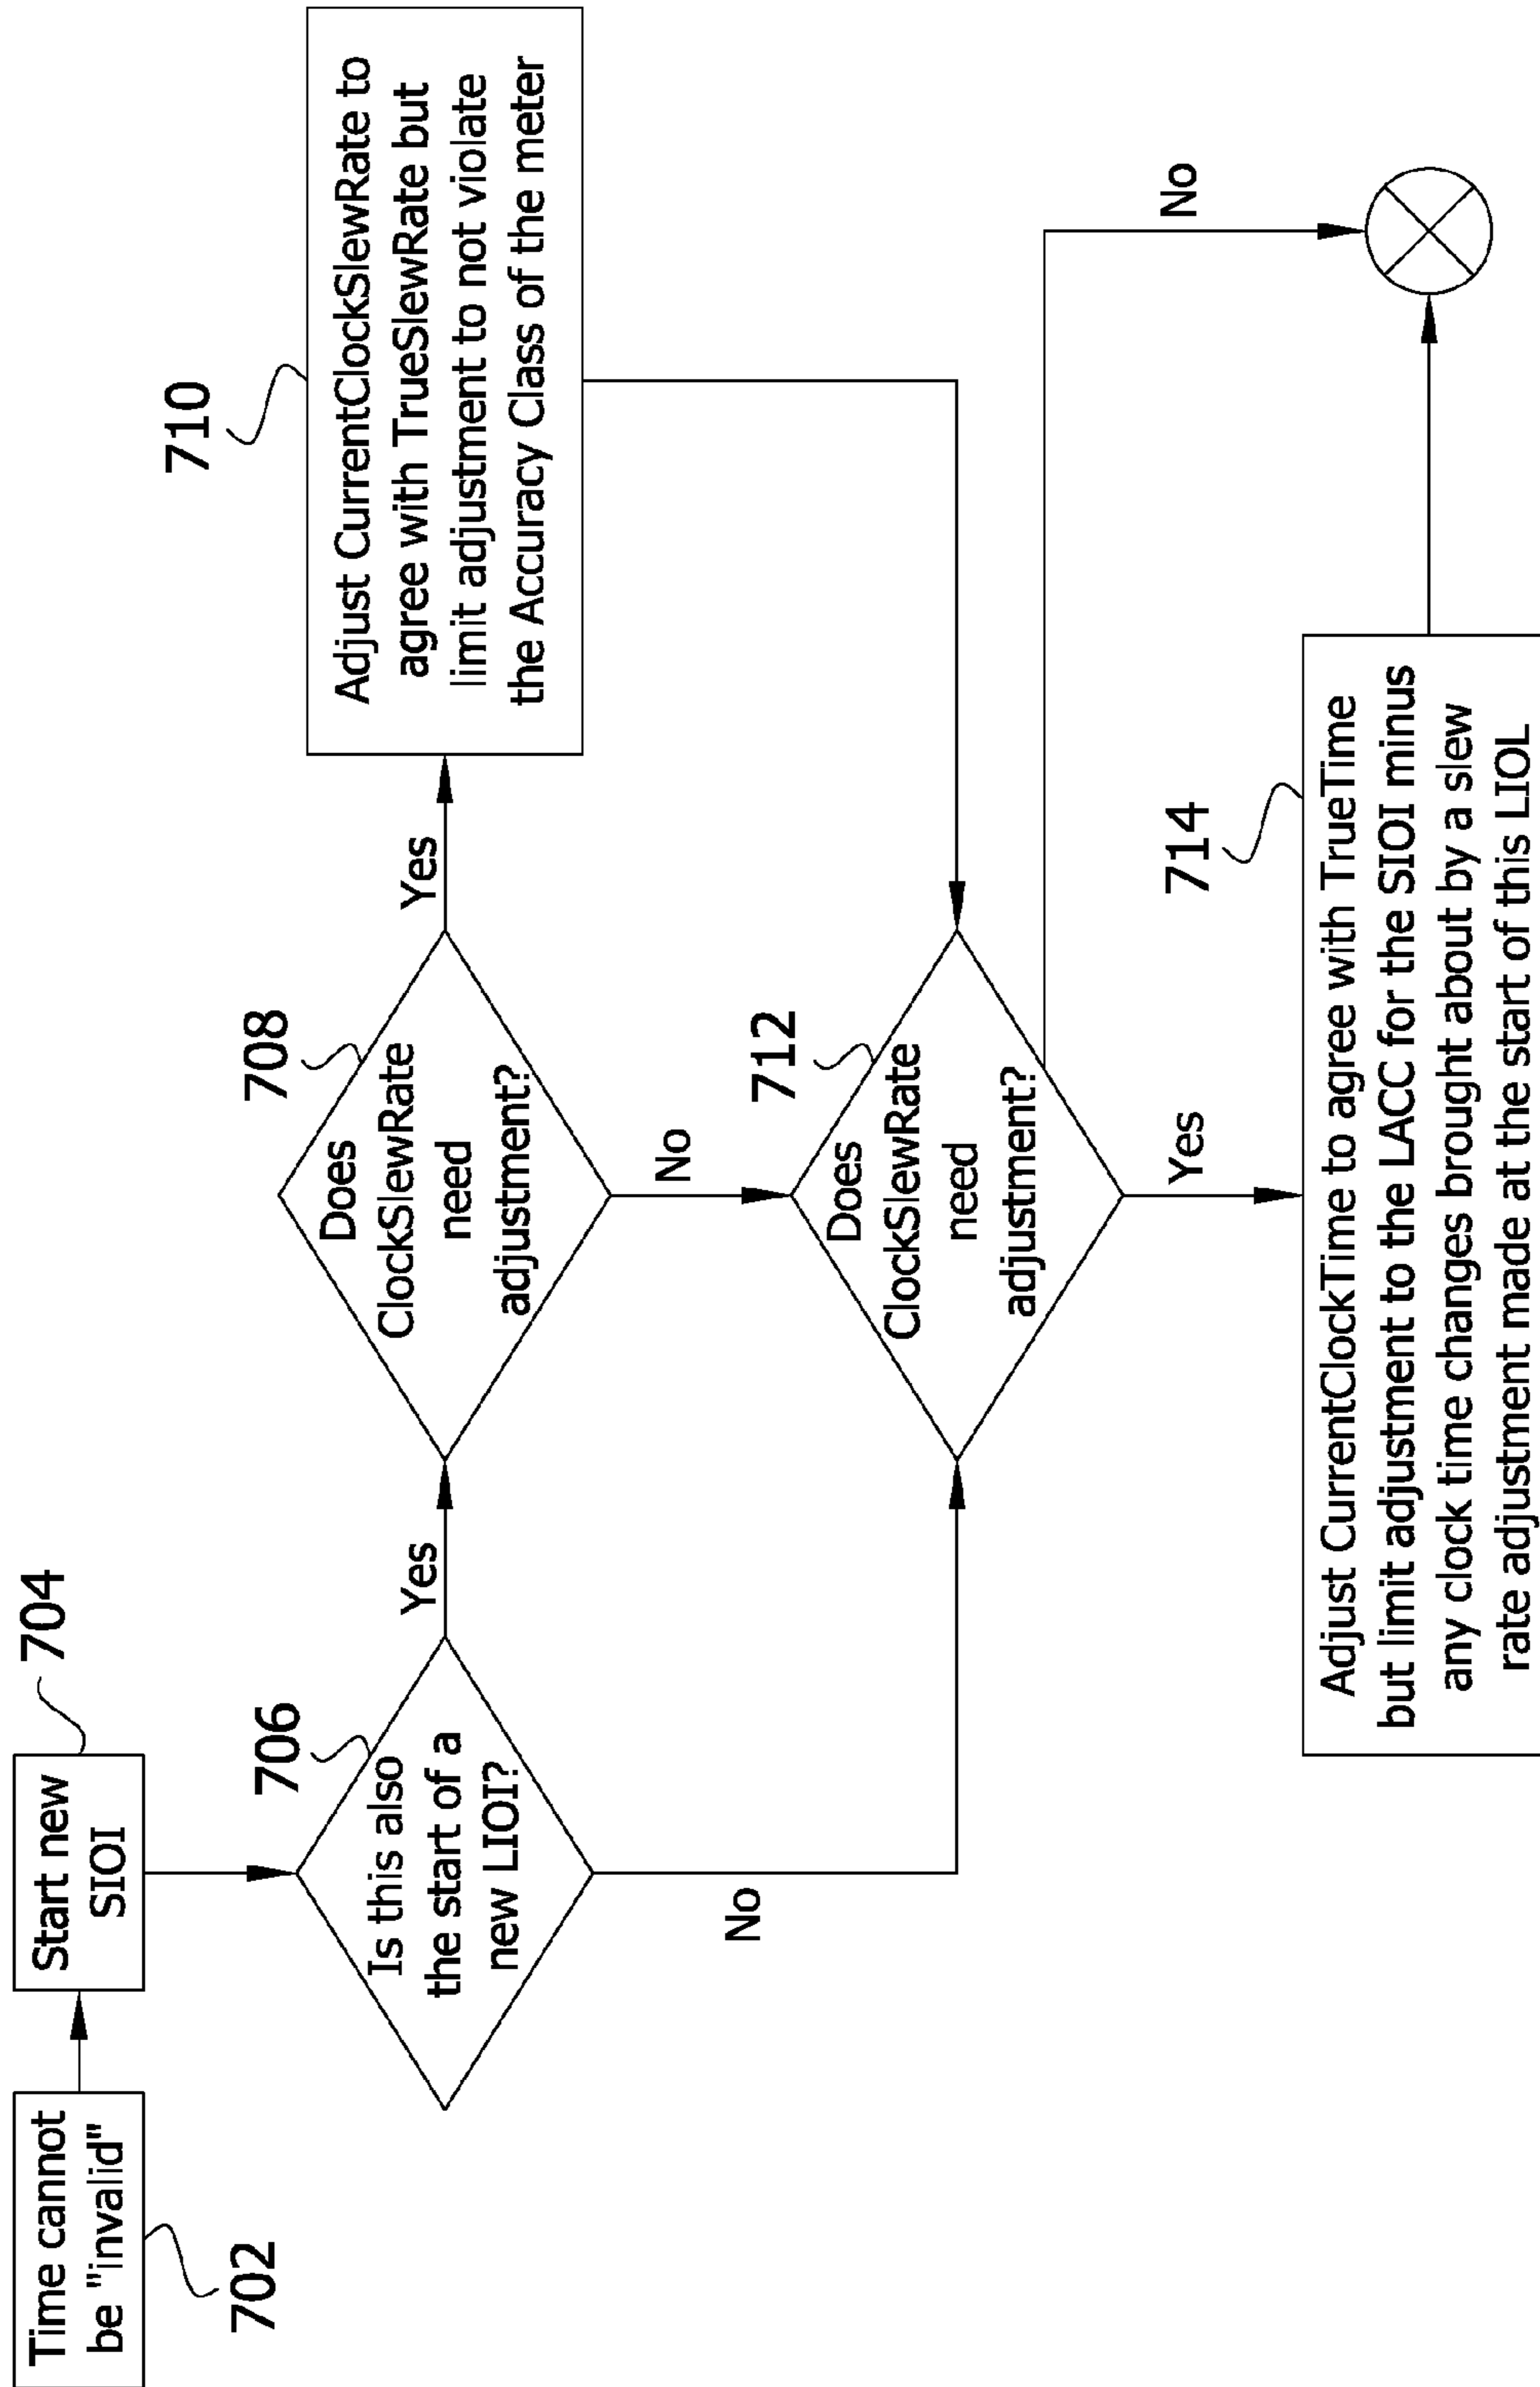 Time cannot
be "invalid"
702
Start new
SIOI
704
Is this also
the start of a
new LIOI?
706
Yes
No
Does
ClockSlewRate
need
adjustment?
708
Yes
No
Adjust CurrentClockSlewRate to
agree with TrueSlewRate but
limit adjustment to not violate
the Accuracy Class of the meter
710
Does
ClockSlewRate
need
adjustment?
712
No
Yes
Adjust CurrentClockTime to agree with TrueTime
but limit adjustment to the LACC for the SIOI minus
any clock time changes brought about by a slew
rate adjustment made at the start of this LIOL
714